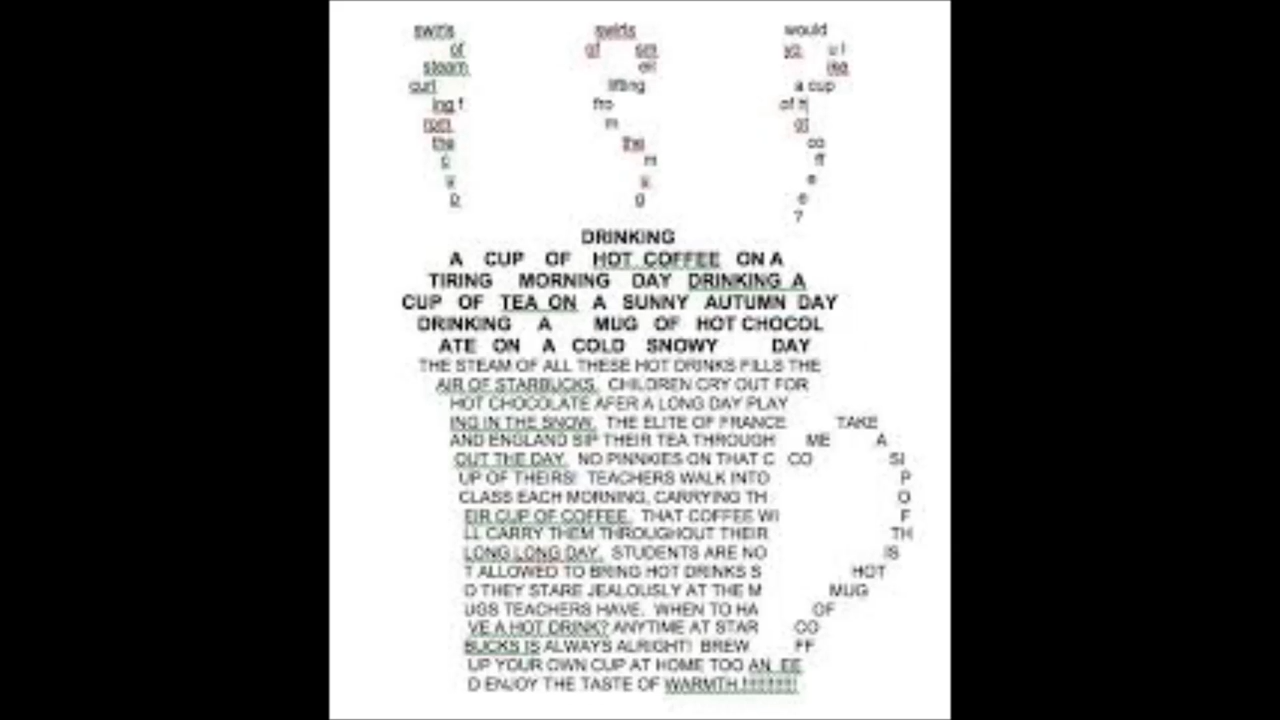 swirls swirls would
of of sm yo u l
steam ell ike
curl lifting a cup
ing f fro of h
rom m ot
the the co
c m ff
u u e
p g e
?
DRINKING
A CUP OF HOT COFFEE ON A
TIRING MORNING DAY DRINKING A
CUP OF TEA ON A SUNNY AUTUMN DAY
DRINKING A MUG OF HOT CHOCOL
ATE ON A COLD SNOWY DAY
THE STEAM OF ALL THESE HOT DRINKS FILLS THE
AIR OF STARBUCKS. CHILDREN CRY OUT FOR
HOT CHOCOLATE AFER A LONG DAY PLAY
ING IN THE SNOW. THE ELITE OF FRANCE TAKE
AND ENGLAND SIP THEIR TEA THROUGH ME A
OUT THE DAY. NO PINNKIES ON THAT C CO SI
UP OF THEIRS! TEACHERS WALK INTO P
CLASS EACH MORNING, CARRYING TH O
EIR CUP OF COFFEE. THAT COFFEE WI F
LL CARRY THEM THROUGHOUT THEIR TH
LONG LONG DAY. STUDENTS ARE NO IS
T ALLOWED TO BRING HOT DRINKS S HOT
O THEY STARE JEALOUSLY AT THE M MUG
UGS TEACHERS HAVE. WHEN TO HA OF
VE A HOT DRINK? ANYTIME AT STAR CO
BUCKS IS ALWAYS ALRIGHT! BREW FF
UP YOUR OWN CUP AT HOME TOO AN EE
D ENJOY THE TASTE OF WARMTH.!!!!!!!!!!!